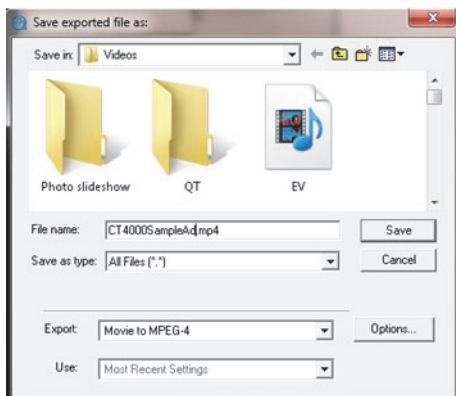 Save exported file as:
Save in: Videos
Photo slideshow QT EV
File name: CT4000SampleAd.mp4 Save
Save as type: All Files (*.*) Cancel
Export: Movie to MPEG-4 Options...
Use: Most Recent Settings